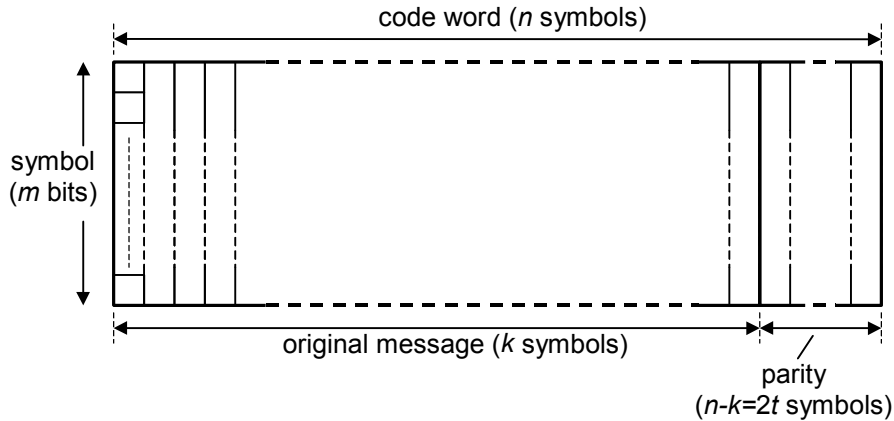 code word (n symbols)
symbol
(m bits)
original message (k symbols)
parity
(n-k=2t symbols)